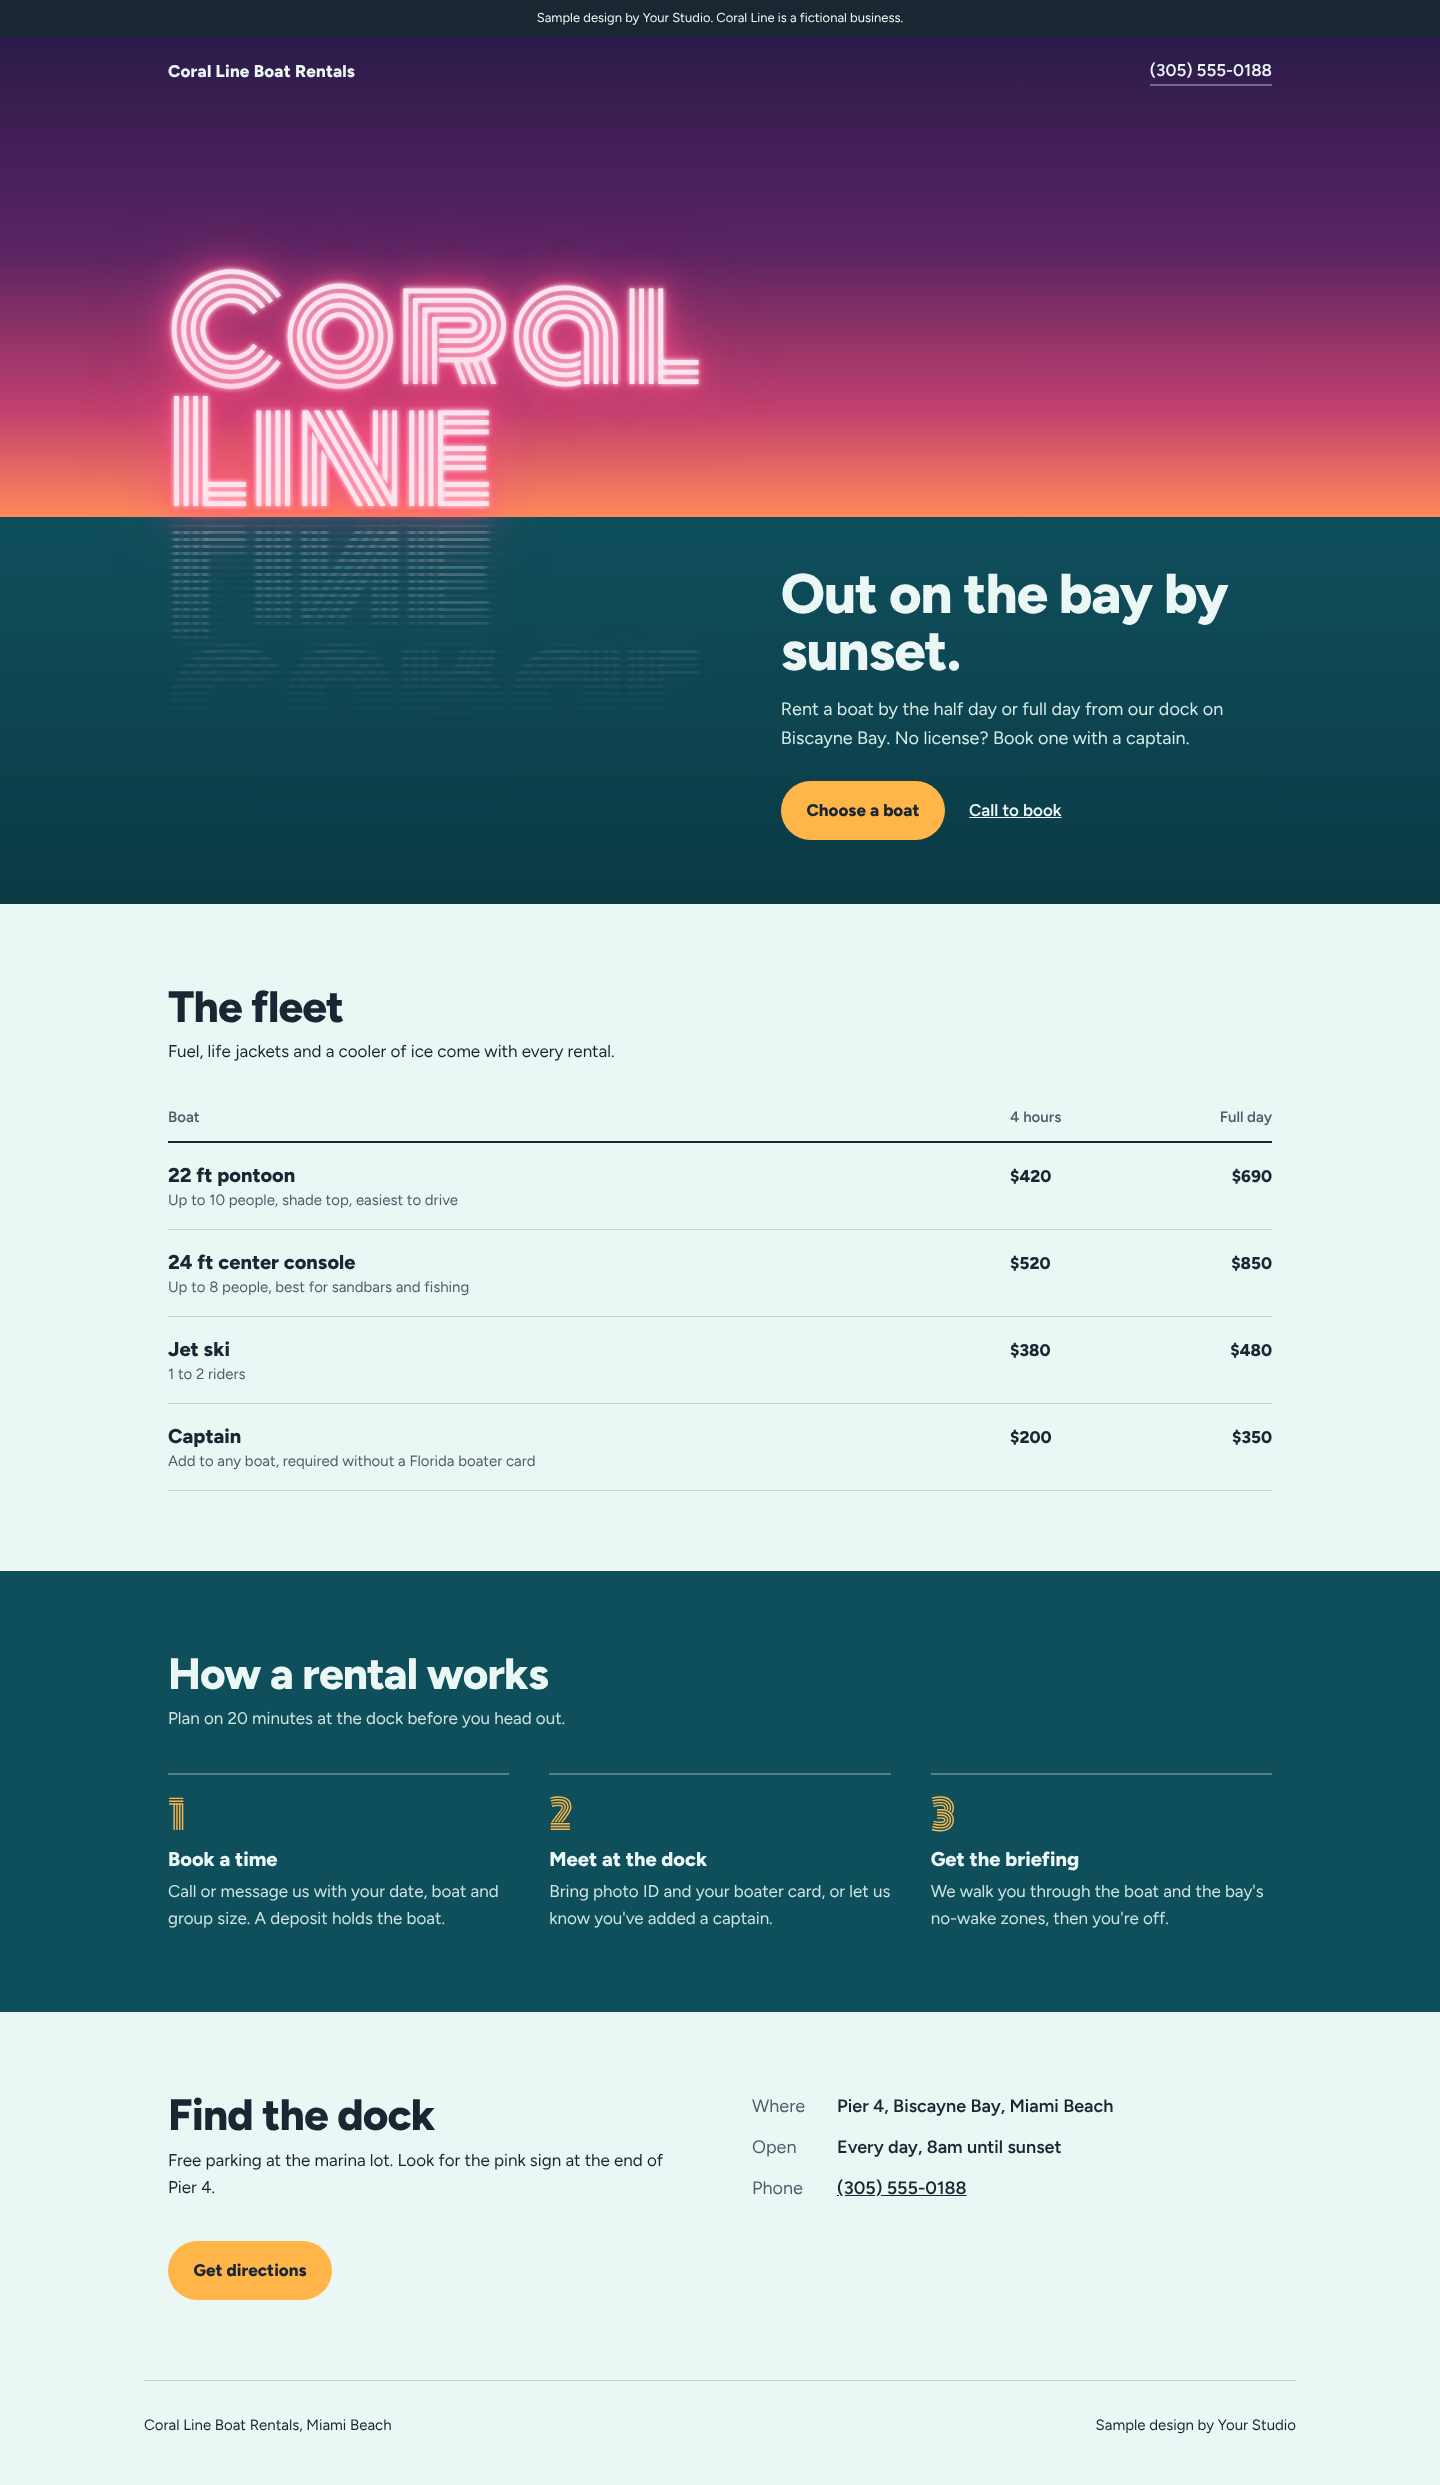 Sample design by Your Studio. Coral Line is a fictional business.
Coral Line Boat Rentals
(305) 555-0188
CORAL
LINE
Out on the bay by
sunset.
Rent a boat by the half day or full day from our dock on
Biscayne Bay. No license? Book one with a captain.
Choose a boat
Call to book
The fleet
Fuel, life jackets and a cooler of ice come with every rental.
Boat
4 hours
Full day
22 ft pontoon
$420
$690
Up to 10 people, shade top, easiest to drive
24 ft center console
$520
$850
Up to 8 people, best for sandbars and fishing
Jet ski
$380
$480
1 to 2 riders
Captain
$200
$350
Add to any boat, required without a Florida boater card
How a rental works
Plan on 20 minutes at the dock before you head out.
1
Book a time
Call or message us with your date, boat and
group size. A deposit holds the boat.
2
Meet at the dock
Bring photo ID and your boater card, or let us
know you've added a captain.
3
Get the briefing
We walk you through the boat and the bay's
no-wake zones, then you're off.
Find the dock
Free parking at the marina lot. Look for the pink sign at the end of
Pier 4.
Get directions
Where
Pier 4, Biscayne Bay, Miami Beach
Open
Every day, 8am until sunset
Phone
(305) 555-0188
Coral Line Boat Rentals, Miami Beach
Sample design by Your Studio